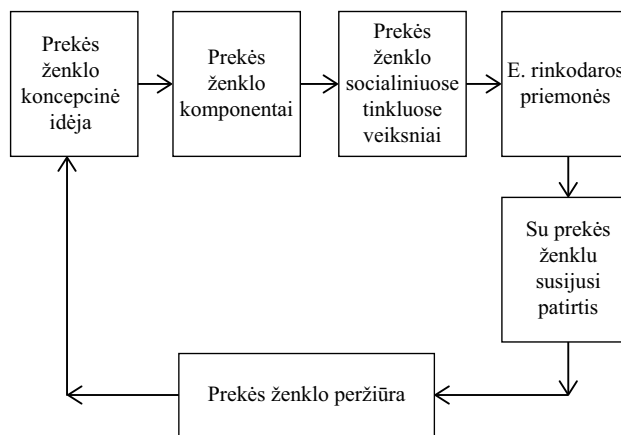 Prekės
ženklo
koncepcinė
idėja
Prekės
ženklo
komponentai
Prekės
ženklo
socialiniuose
tinkluose
veiksniai
E. rinkodaros
priemonės
Su prekės
ženklu
susijusi
patirtis
Prekės ženklo peržiūra